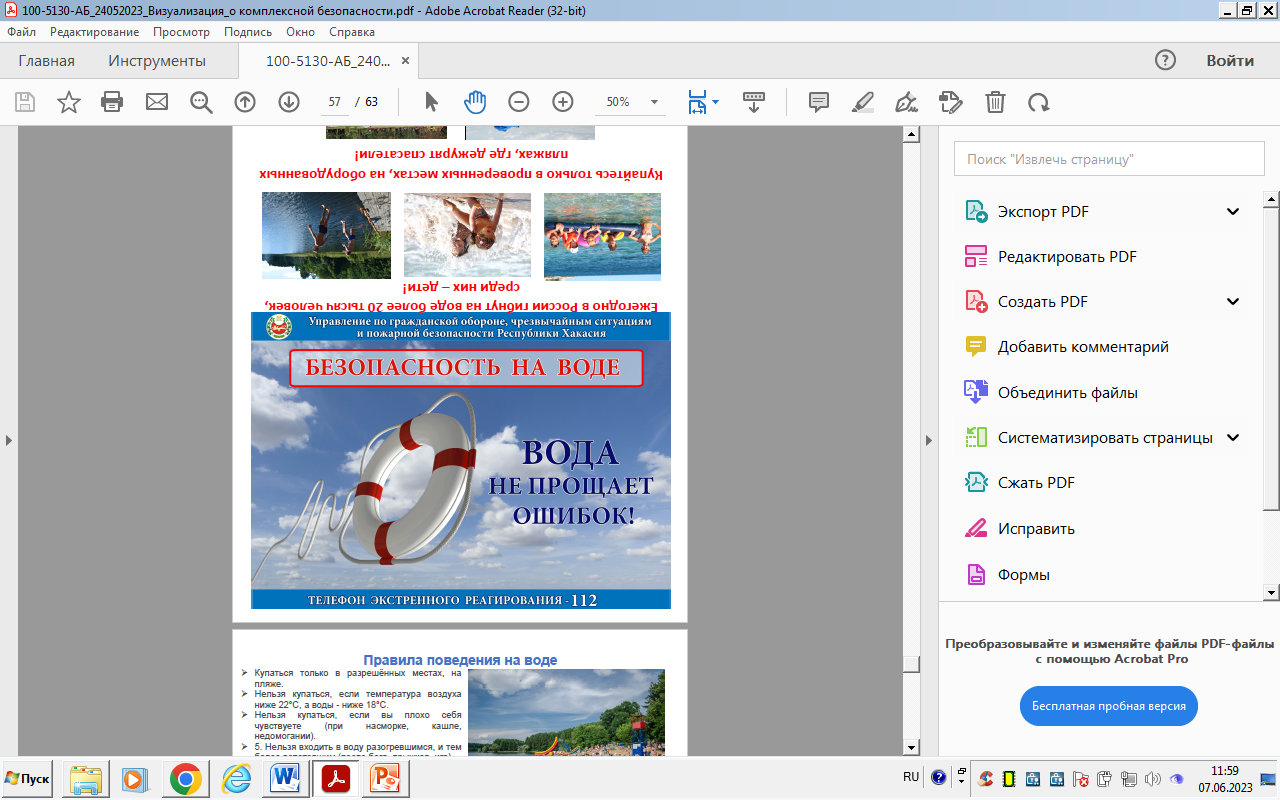 100-5130-АБ_24052023_Визуализация_о комплексной безопасности.pdf - Adobe Acrobat Reader (32-bit)
Файл Редактирование Просмотр Подпись Окно Справка
Главная Инструменты 100-5130-АБ_240... × Войти
57 / 63 50%
пляжах, где дежурят спасатели!
Купайтесь только в проверенных местах, на оборудованных
среди них – дети!
Ежегодно в России гибнут на воде более 20 тысяч человек,
Управление по гражданской обороне, чрезвычайным ситуациям
и пожарной безопасности Республики Хакасия
БЕЗОПАСНОСТЬ НА ВОДЕ
ВОДА
НЕ ПРОЩАЕТ
ОШИБОК!
ТЕЛЕФОН ЭКСТРЕННОГО РЕАГИРОВАНИЯ - 112
Правила поведения на воде
Купаться только в разрешённых местах, на
пляже.
Нельзя купаться, если температура воздуха
ниже 22°С, а воды - ниже 18°С.
Нельзя купаться, если вы плохо себя
чувствуете (при насморке, кашле,
недомогании).
5. Нельзя входить в воду разогревшимся, и тем
Поиск "Извлечь страницу"
Экспорт PDF
Редактировать PDF
Создать PDF
Добавить комментарий
Объединить файлы
Систематизировать страницы
Сжать PDF
Исправить
Формы
Преобразовывайте и изменяйте файлы PDF-файлы
с помощью Acrobat Pro
Бесплатная пробная версия
Пуск RU 11:59
07.06.2023